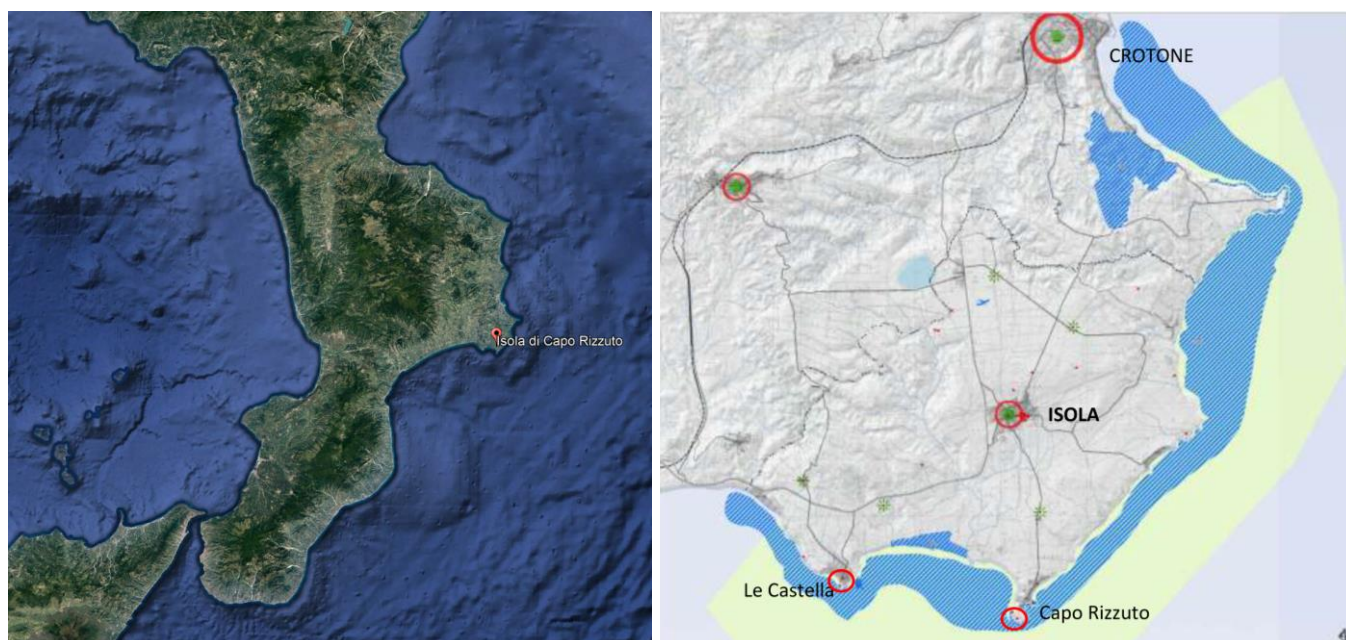 Isola di Capo Rizzuto
CROTONE
ISOLA
Le Castella
Capo Rizzuto